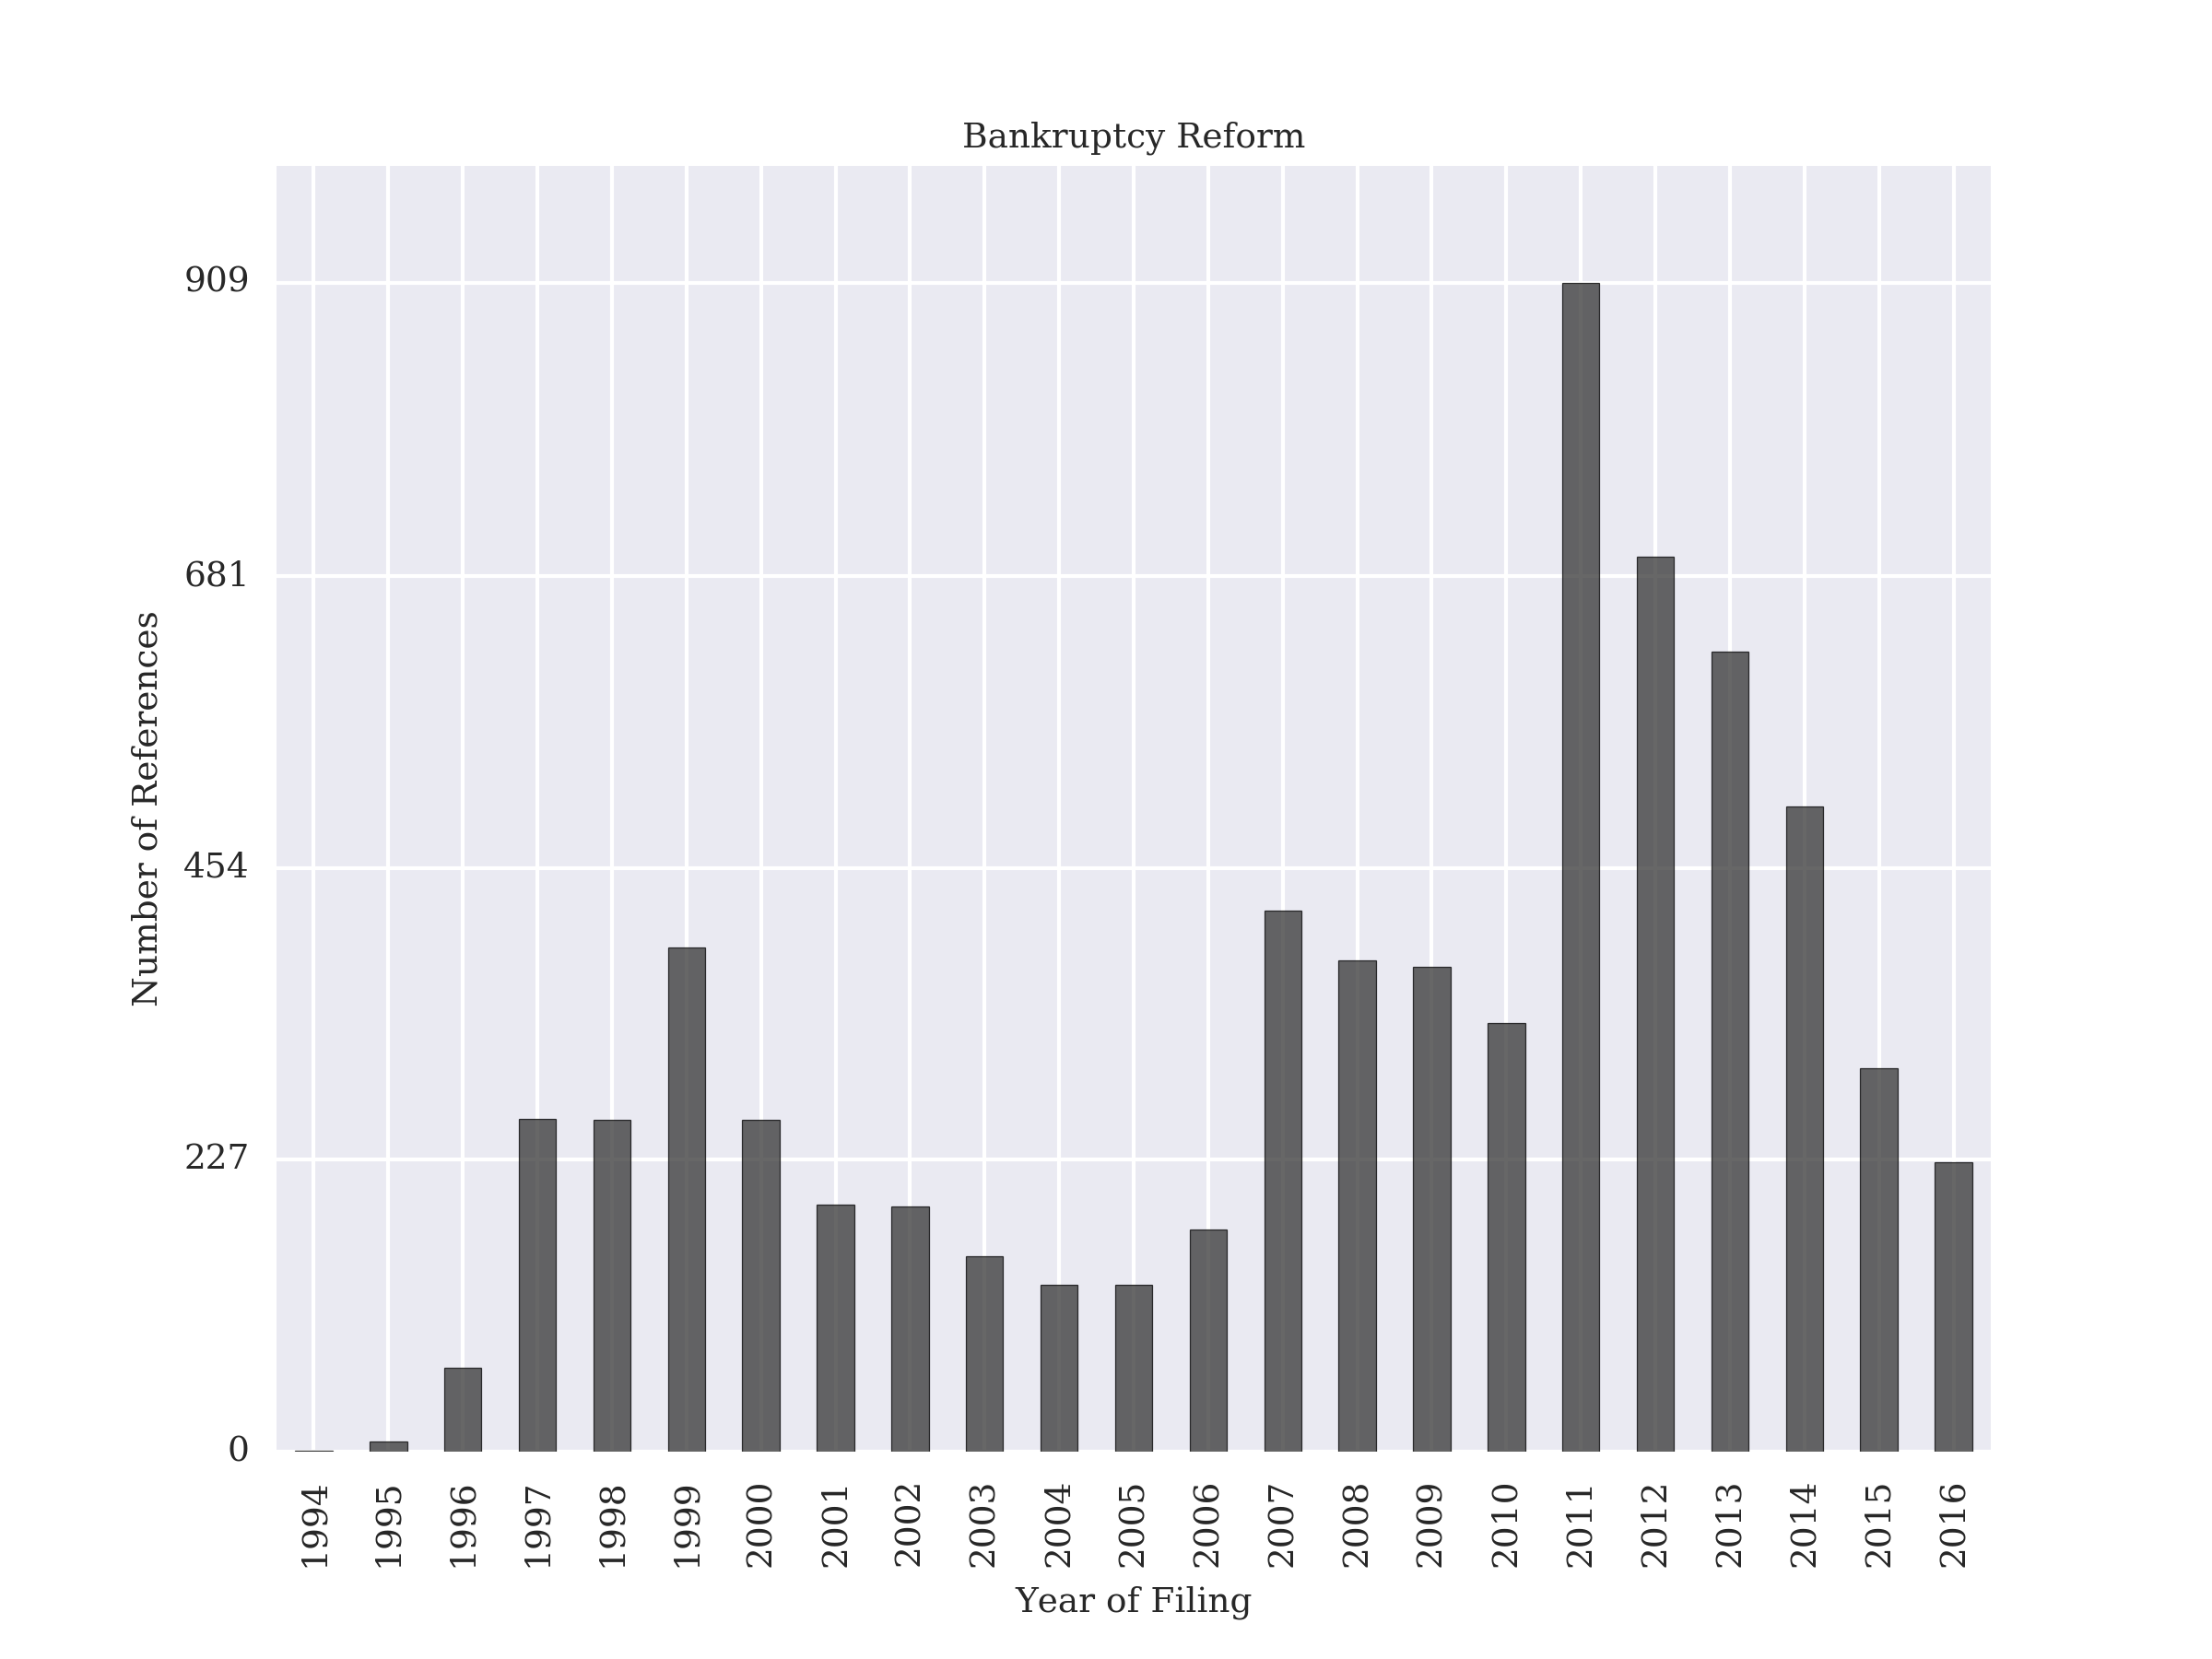 Bankruptcy Reform
909
681
454
227
0
Number of References
1994 1995 1996 1997 1998 1999 2000 2001 2002 2003 2004 2005 2006 2007 2008 2009 2010 2011 2012 2013 2014 2015 2016
Year of Filing